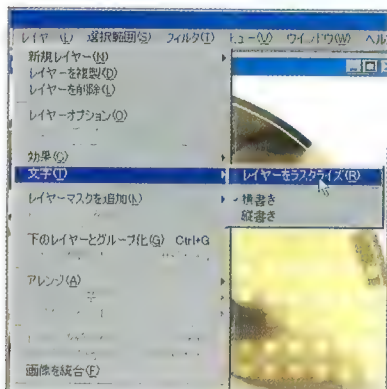 レイヤー(L) 選択範囲(S) フィルタ(T) ビュー(V) ウインドウ(W) ヘル
新規レイヤー(N)
レイヤーを複製(D)
レイヤーを削除(L)
レイヤーオプション(O)
効果(C)
文字(T)
レイヤーをラスタライズ(R)
レイヤーマスクを追加(K)
横書き
縦書き
下のレイヤーとグループ化(G) Ctrl+G
アレンジ(A)
画像を統合(F)